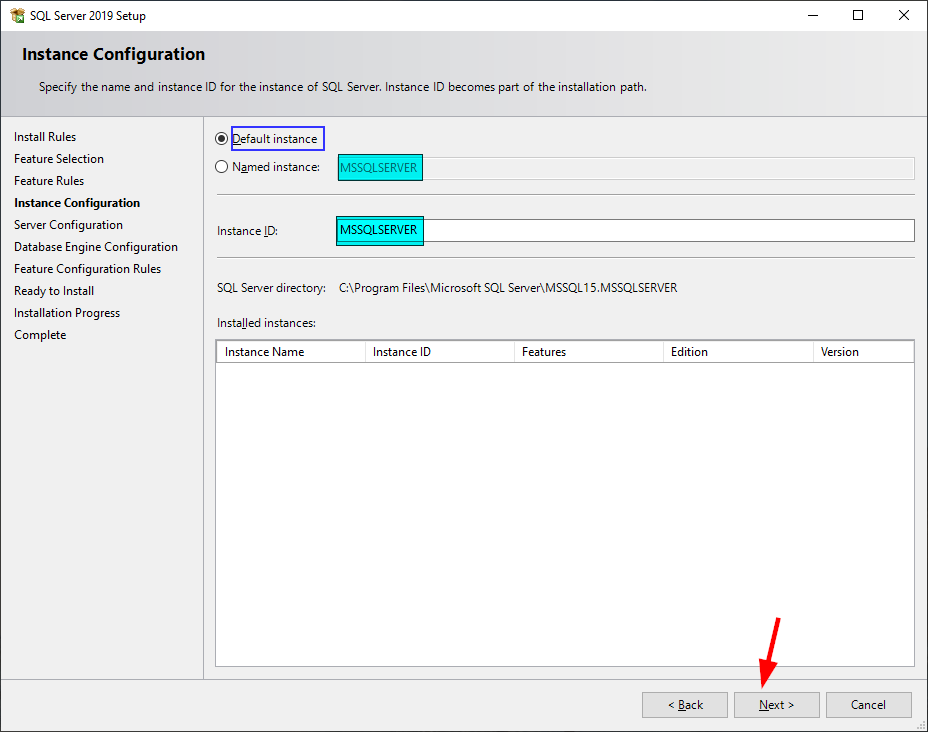 SQL Server 2019 Setup
Instance Configuration
Specify the name and instance ID for the instance of SQL Server. Instance ID becomes part of the installation path.
Install Rules
Feature Selection
Feature Rules
Instance Configuration
Server Configuration
Database Engine Configuration
Feature Configuration Rules
Ready to Install
Installation Progress
Complete
Default instance
Named instance: MSSQLSERVER
Instance ID: MSSQLSERVER
SQL Server directory: C:\Program Files\Microsoft SQL Server\MSSQL15.MSSQLSERVER
Installed instances:
Instance Name Instance ID Features Edition Version
< Back Next > Cancel